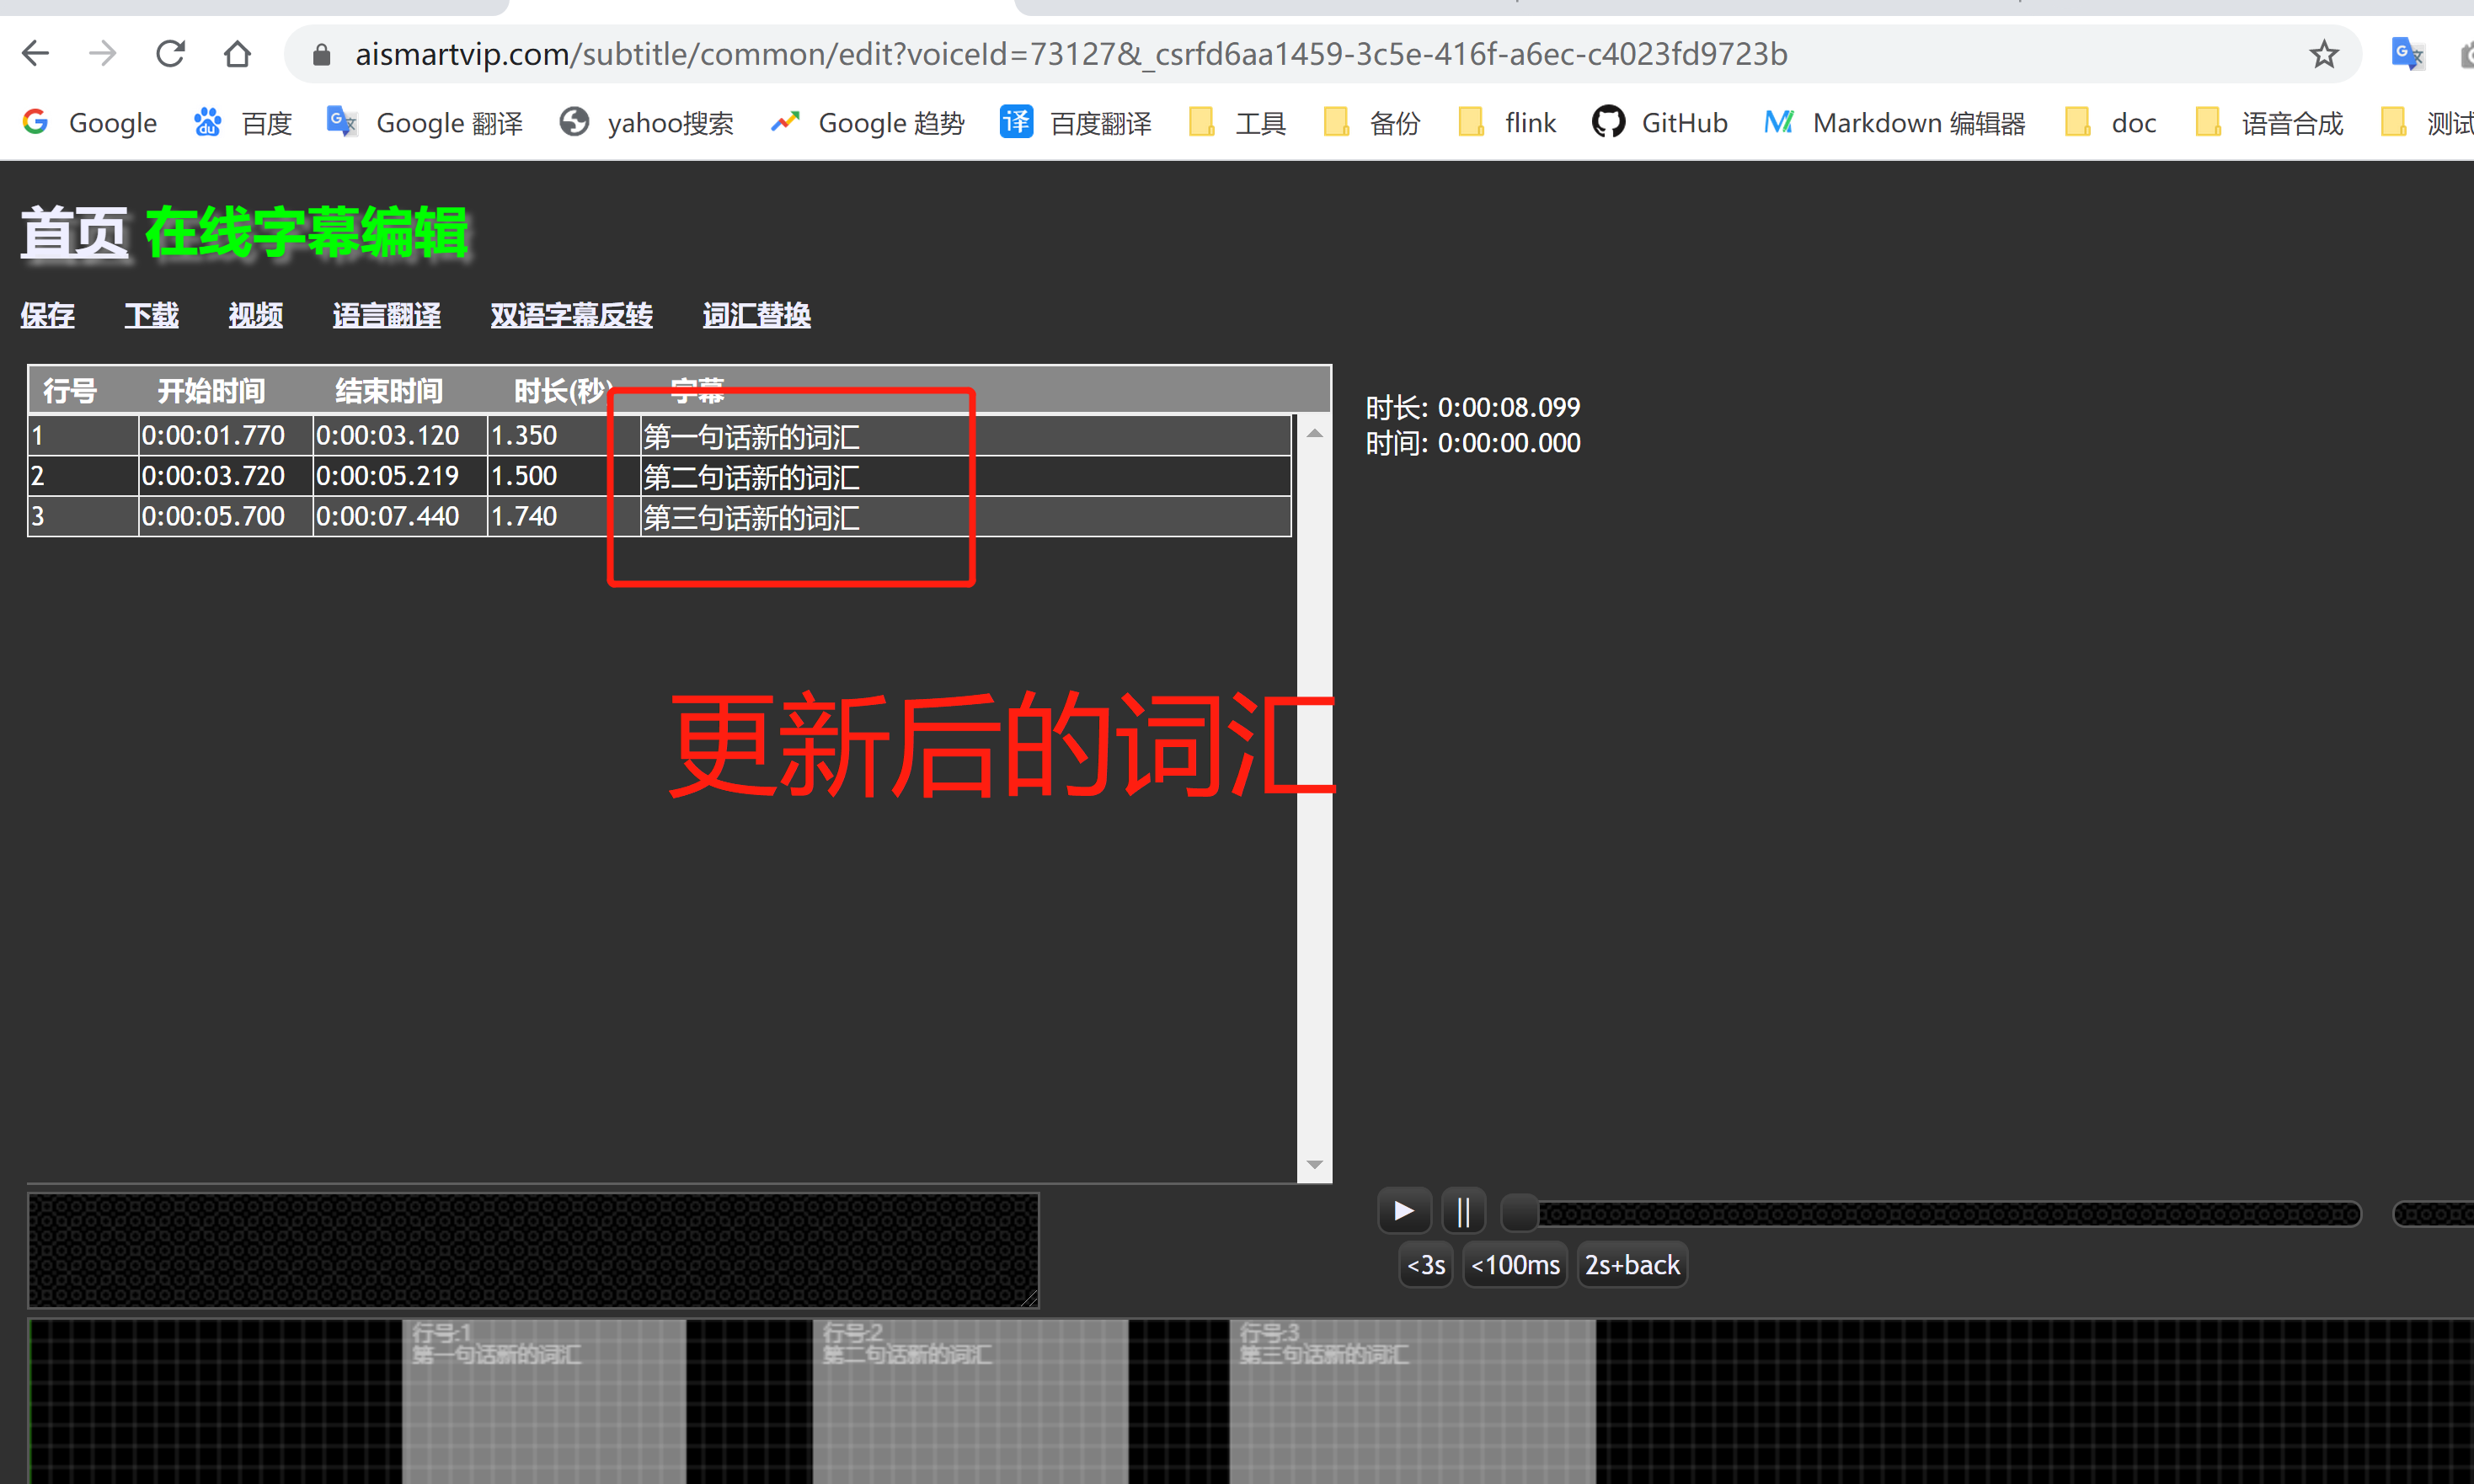 aismartvip.com/subtitle/common/edit?voiceId=73127&_csrfd6aa1459-3c5e-416f-a6ec-c4023fd9723b
Google 百度 Google 翻译 yahoo搜索 Google 趋势 译 百度翻译 工具 备份 flink GitHub Markdown 编辑器 doc 语音合成 测试
首页 在线字幕编辑
保存 下载 视频 语言翻译 双语字幕反转 词汇替换
行号 开始时间 结束时间 时长(秒) 字幕
1 0:00:01.770 0:00:03.120 1.350 第一句话新的词汇
2 0:00:03.720 0:00:05.219 1.500 第二句话新的词汇
3 0:00:05.700 0:00:07.440 1.740 第三句话新的词汇
时长: 0:00:08.099
时间: 0:00:00.000
更新后的词汇
<3s <100ms 2s+back
行号:1 行号:2 行号:3
第一句话新的词汇 第二句话新的词汇 第三句话新的词汇